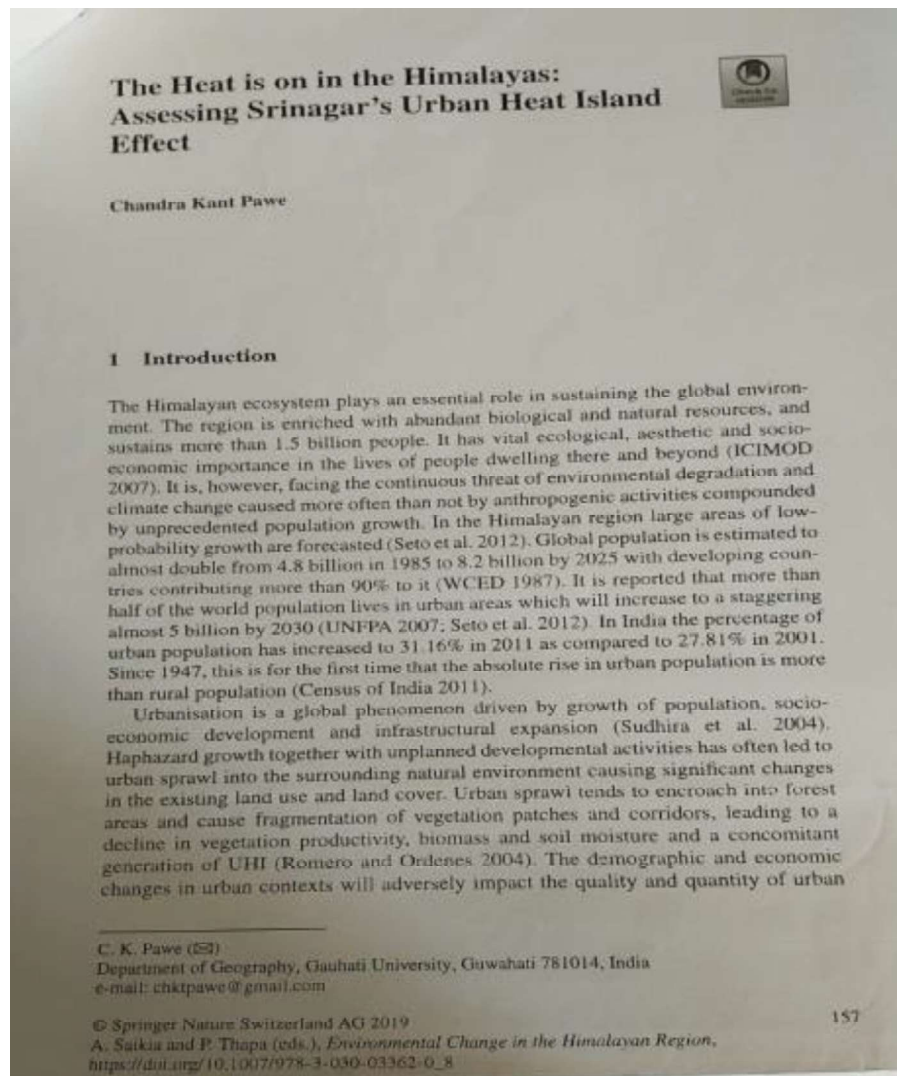 The Heat is on in the Himalayas:
Assessing Srinagar's Urban Heat Island
Effect
Chandra Kant Pawe
1 Introduction
The Himalayan ecosystem plays an essential role in sustaining the global environ-
ment. The region is enriched with abundant biological and natural resources, and
sustains more than 1.5 billion people. It has vital ecological, aesthetic and socio-
economic importance in the lives of people dwelling there and beyond (ICIMOD
2007). It is, however, facing the continuous threat of environmental degradation and
climate change caused more often than not by anthropogenic activities compounded
by unprecedented population growth. In the Himalayan region large areas of low-
probability growth are forecasted (Seto et al. 2012). Global population is estimated to
almost double from 4.8 billion in 1985 to 8.2 billion by 2025 with developing coun-
tries contributing more than 90% to it (WCED 1987). It is reported that more than
half of the world population lives in urban areas which will increase to a staggering
almost 5 billion by 2030 (UNFPA 2007; Seto et al. 2012). In India the percentage of
urban population has increased to 31.16% in 2011 as compared to 27.81% in 2001.
Since 1947, this is for the first time that the absolute rise in urban population is more
than rural population (Census of India 2011).
Urbanisation is a global phenomenon driven by growth of population, socio-
economic development and infrastructural expansion (Sudhira et al. 2004).
Haphazard growth together with unplanned developmental activities has often led to
urban sprawl into the surrounding natural environment causing significant changes
in the existing land use and land cover. Urban sprawl tends to encroach into forest
areas and cause fragmentation of vegetation patches and corridors, leading to a
decline in vegetation productivity, biomass and soil moisture and a concomitant
generation of UHI (Romero and Ordenes 2004). The demographic and economic
changes in urban contexts will adversely impact the quality and quantity of urban
C. K. Pawe (✉)
Department of Geography, Gauhati University, Guwahati 781014, India
e-mail: chktpawe@gmail.com
© Springer Nature Switzerland AG 2019
157
A. Saikia and P. Thapa (eds.), Environmental Change in the Himalayan Region,
https://doi.org/10.1007/978-3-030-03362-0_8